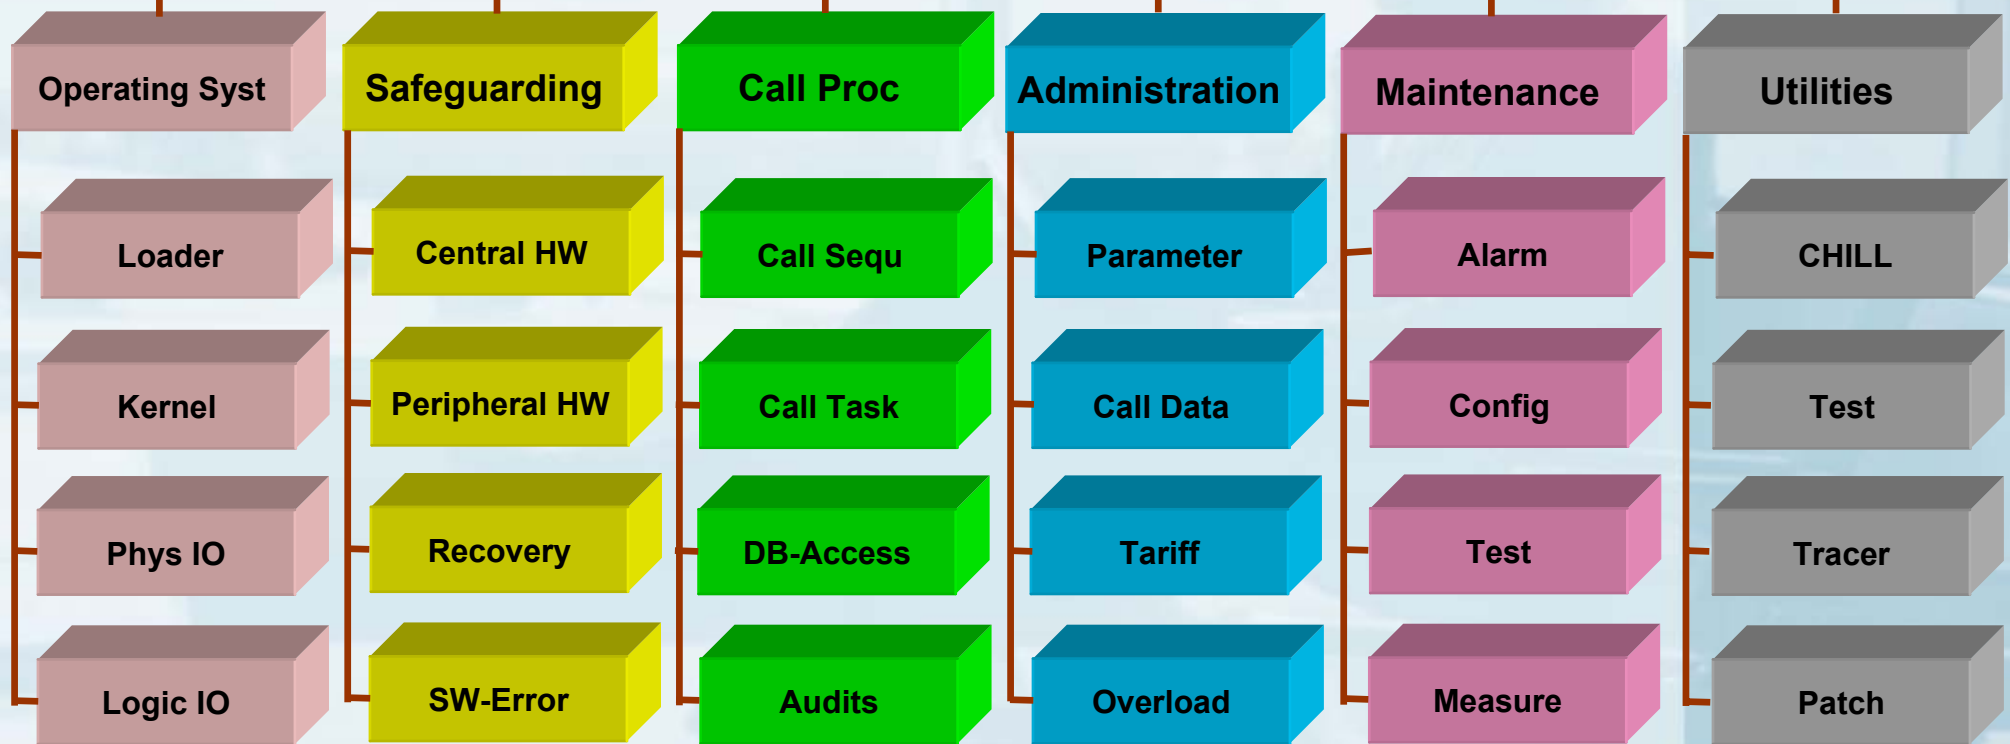 Operating Syst
Safeguarding
Call Proc
Administration
Maintenance
Utilities
Loader
Central HW
Call Sequ
Parameter
Alarm
CHILL
Kernel
Peripheral HW
Call Task
Call Data
Config
Test
Phys IO
Recovery
DB-Access
Tariff
Test
Tracer
Logic IO
SW-Error
Audits
Overload
Measure
Patch